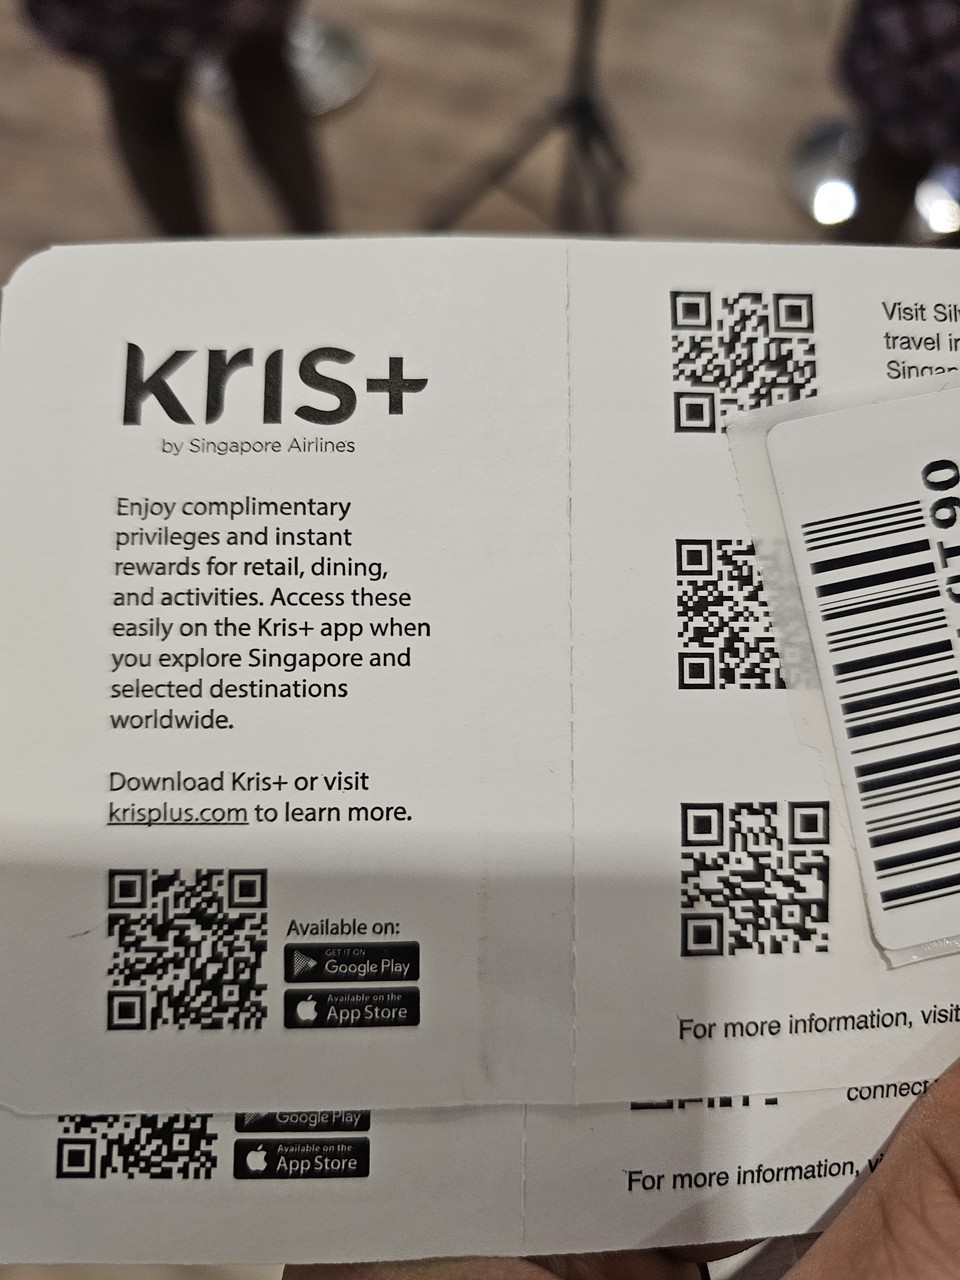 kris+
by Singapore Airlines
Enjoy complimentary
privileges and instant
rewards for retail, dining,
and activities. Access these
easily on the Kris+ app when
you explore Singapore and
selected destinations
worldwide.
Download Kris+ or visit
krisplus.com to learn more.
Available on:
GET IT ON
Google Play
Available on the
App Store
Visit
travel
For more information, visit
Google Play
Available on the
App Store
connect
For more information,